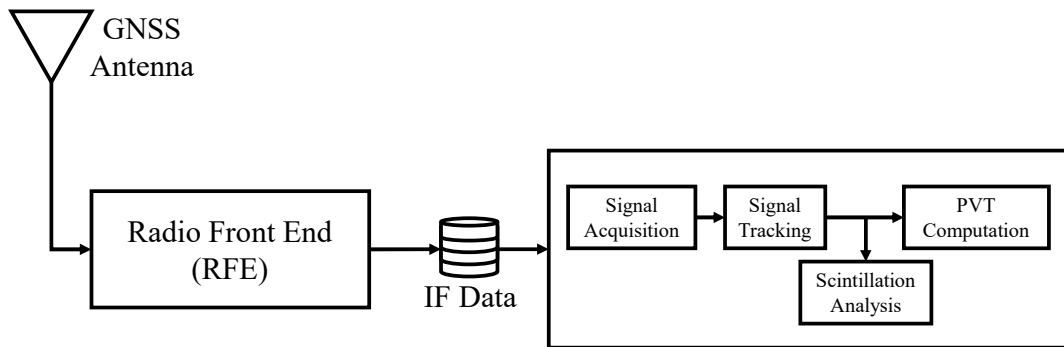 GNSS
Antenna
Radio Front End
(RFE)
IF Data
Signal
Acquisition
Signal
Tracking
PVT
Computation
Scintillation
Analysis